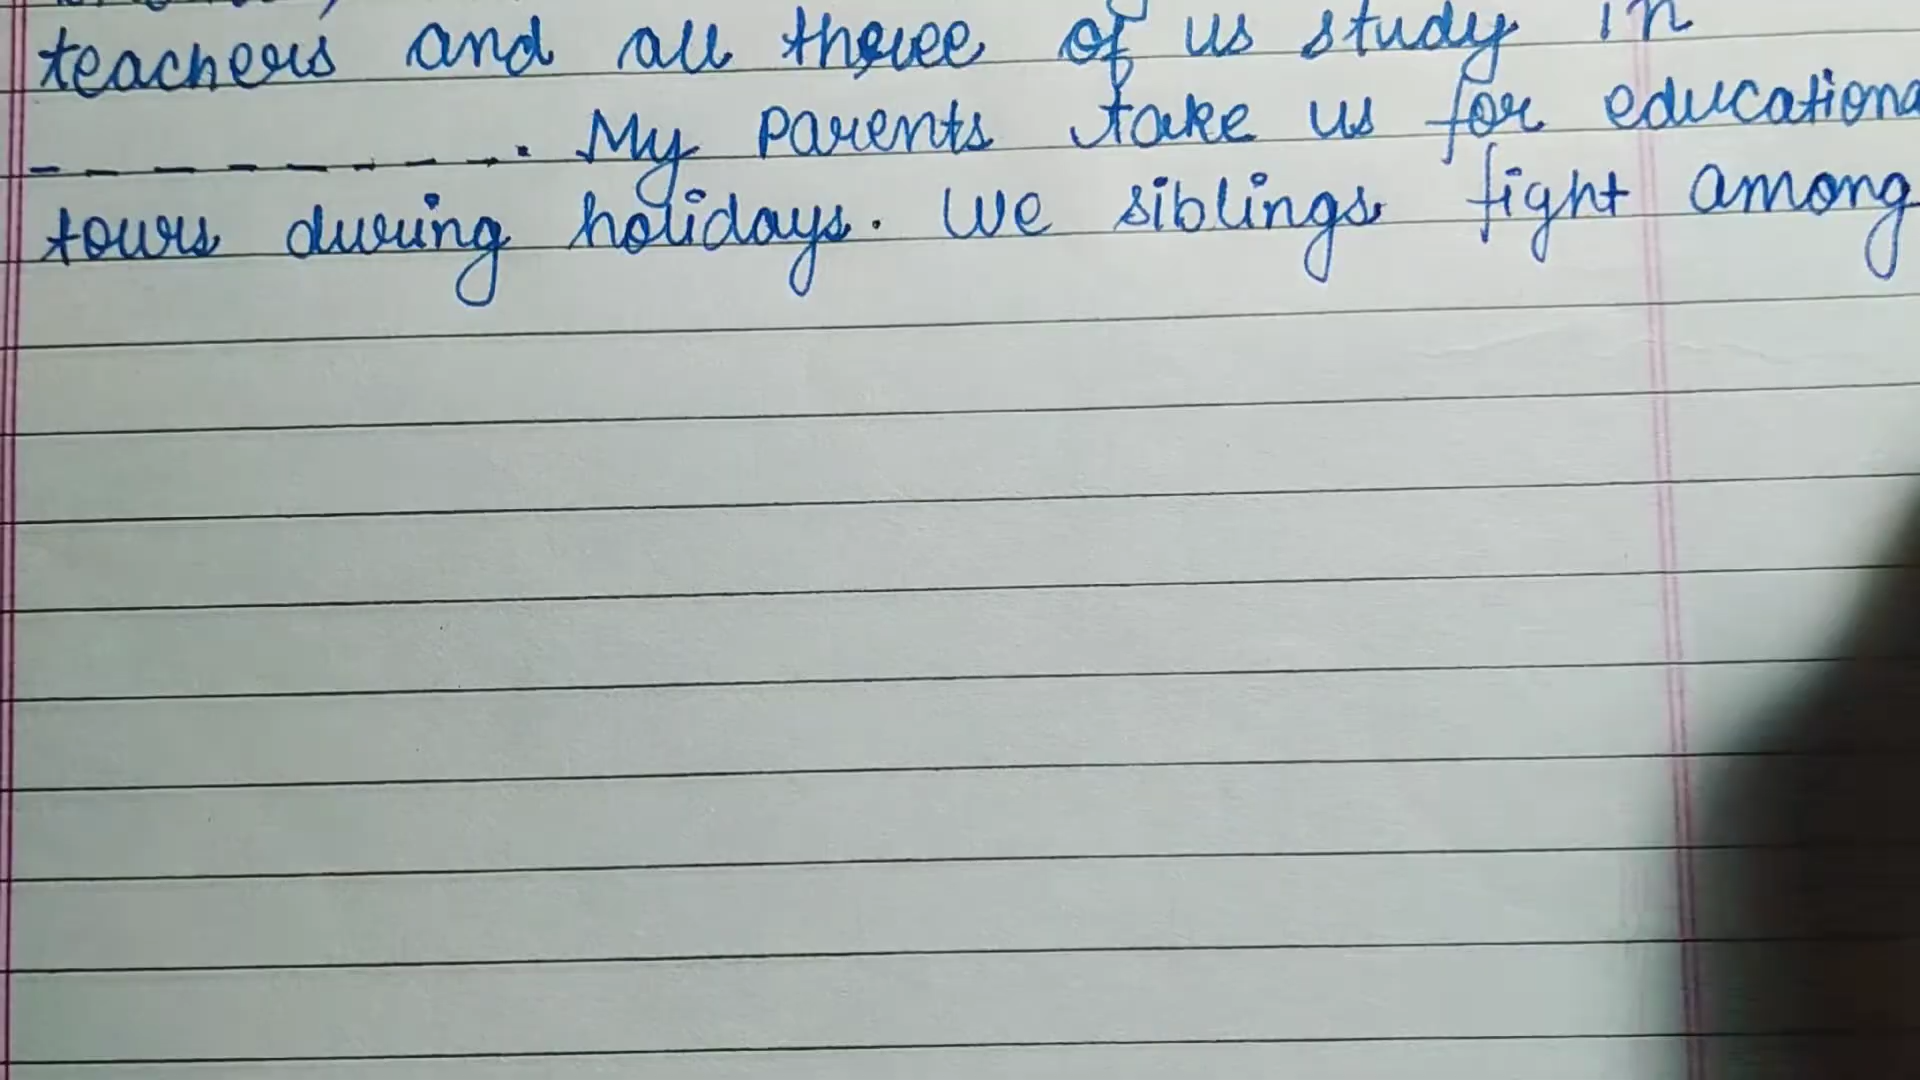 teachers and all three of us study in
_ _ _ _ _ _ _ _ _. My parents take us for educationa
tours during holidays. We siblings fight among